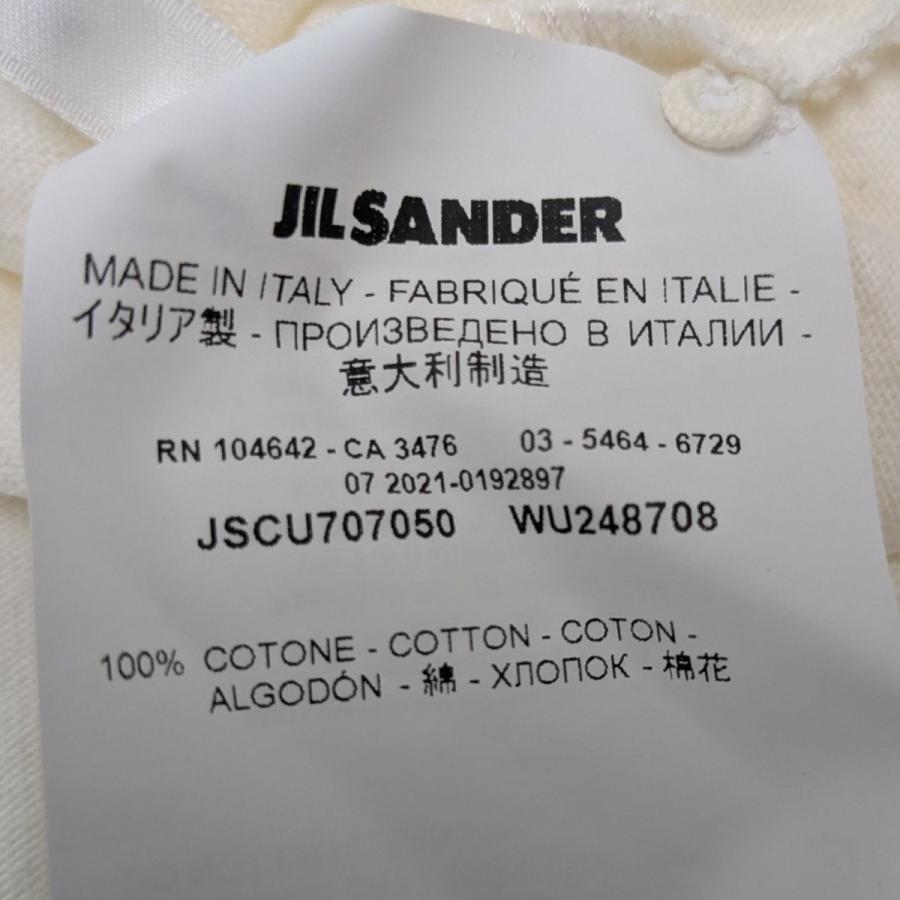 JIL SANDER
MADE IN ITALY - FABRIQUÉ EN ITALIE -
イタリア製 - ПРОИЗВЕДЕНО В ИТАЛИИ -
意大利制造
RN 104642 - CA 3476 03 - 5464 - 6729
07 2021-0192897
JSCU707050 WU248708
100% COTONE - COTTON - COTON -
ALGODÓN - 綿 - ХЛОПОК - 棉花